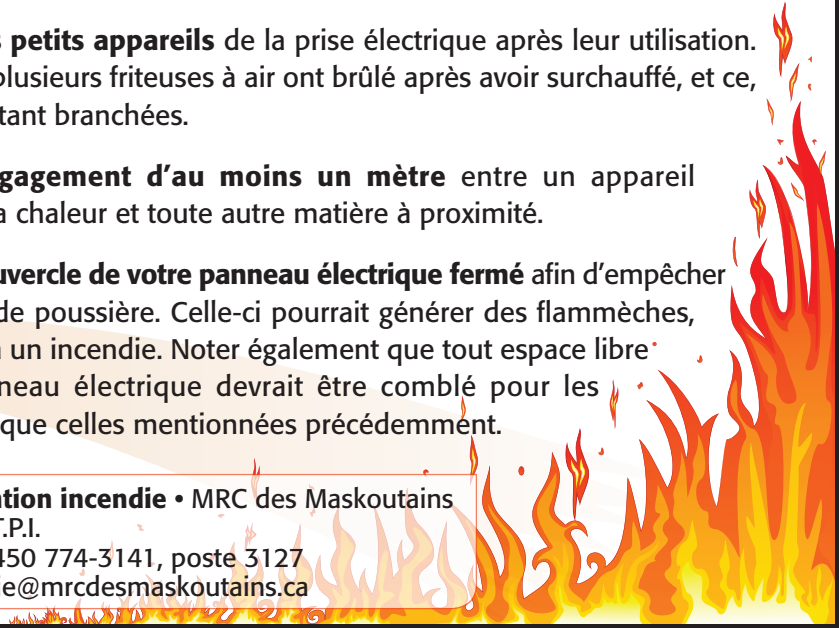 s petits appareils de la prise électrique après leur utilisation.
plusieurs friteuses à air ont brûlé après avoir surchauffé, et ce,
tant branchées.
gagement d'au moins un mètre entre un appareil
a chaleur et toute autre matière à proximité.
uvercle de votre panneau électrique fermé afin d'empêcher
de poussière. Celle-ci pourrait générer des flammèches,
à un incendie. Noter également que tout espace libre
neau électrique devrait être comblé pour les
que celles mentionnées précédemment.
tion incendie • MRC des Maskoutains
T.P.I.
450 774-3141, poste 3127
ie@mrcdesmaskoutains.ca